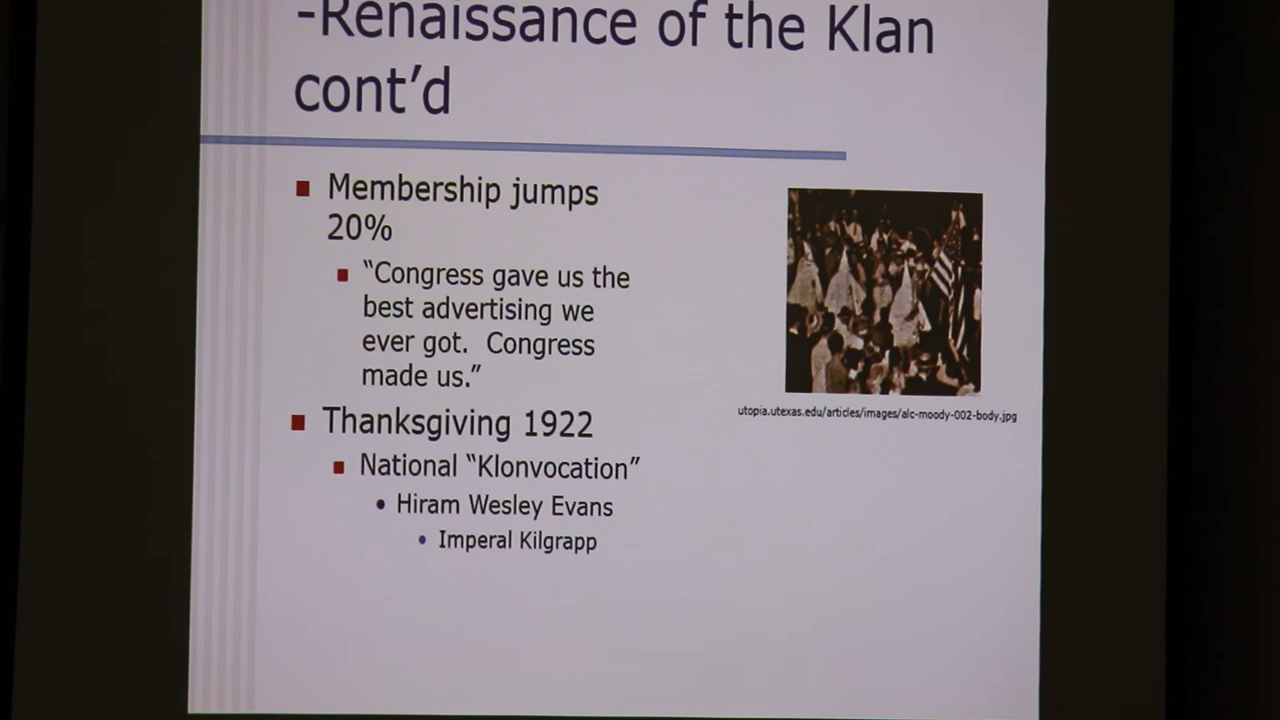 -Renaissance of the Klan
cont’d
Membership jumps
20%
“Congress gave us the
best advertising we
ever got.  Congress
made us.”
Thanksgiving 1922
National “Klonvocation”
Hiram Wesley Evans
Imperal Kilgrapp
utopia.utexas.edu/articles/images/alc-moody-002-body.jpg